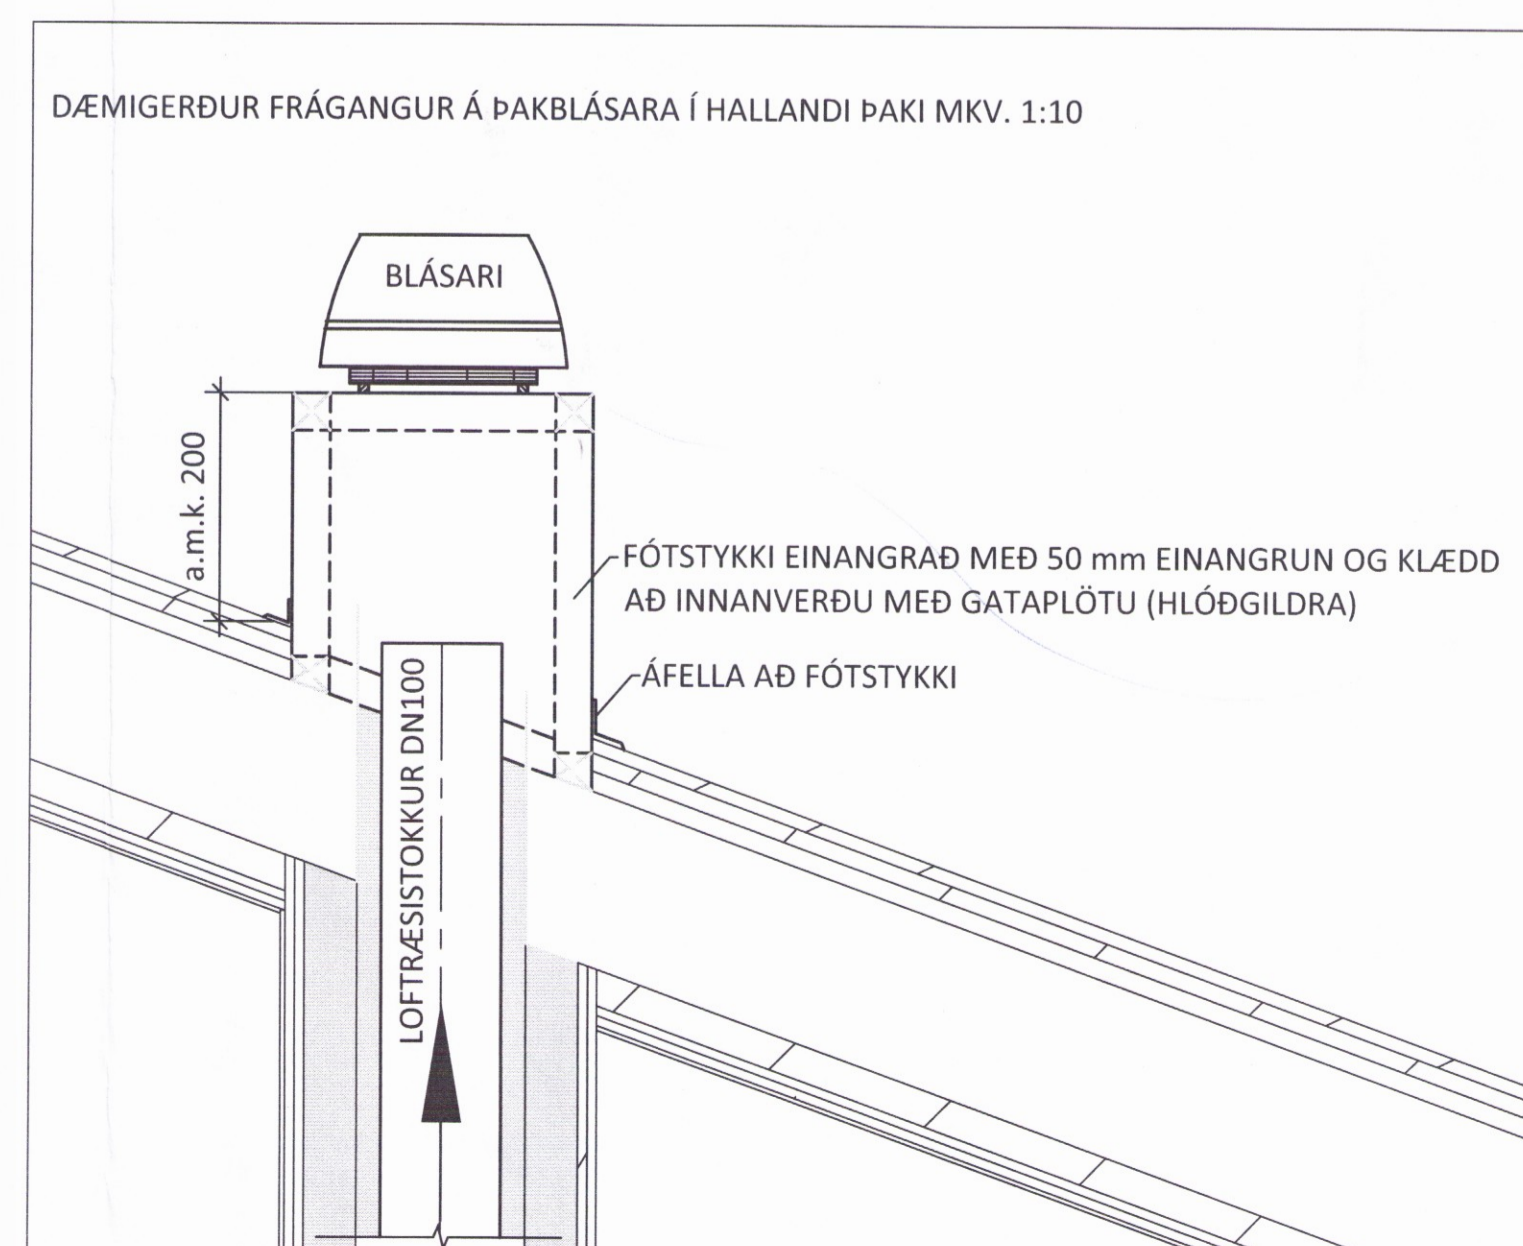 DÆMIGERÐUR FRÁGANGUR Á ÞAKBLÁSARA Í HALLANDI ÞAKI MKV. 1:10
BLÁSARI
a.m.k. 200
FÓTSTYKKI EINANGRAÐ MEÐ 50 mm EINANGRUN OG KLÆDD
AÐ INNANVERÐU MEÐ GATAPLÖTU (HLÓÐGILDRA)
ÁFELLA AÐ FÓTSTYKKI
LOFTRÆSISTOKKUR DN100